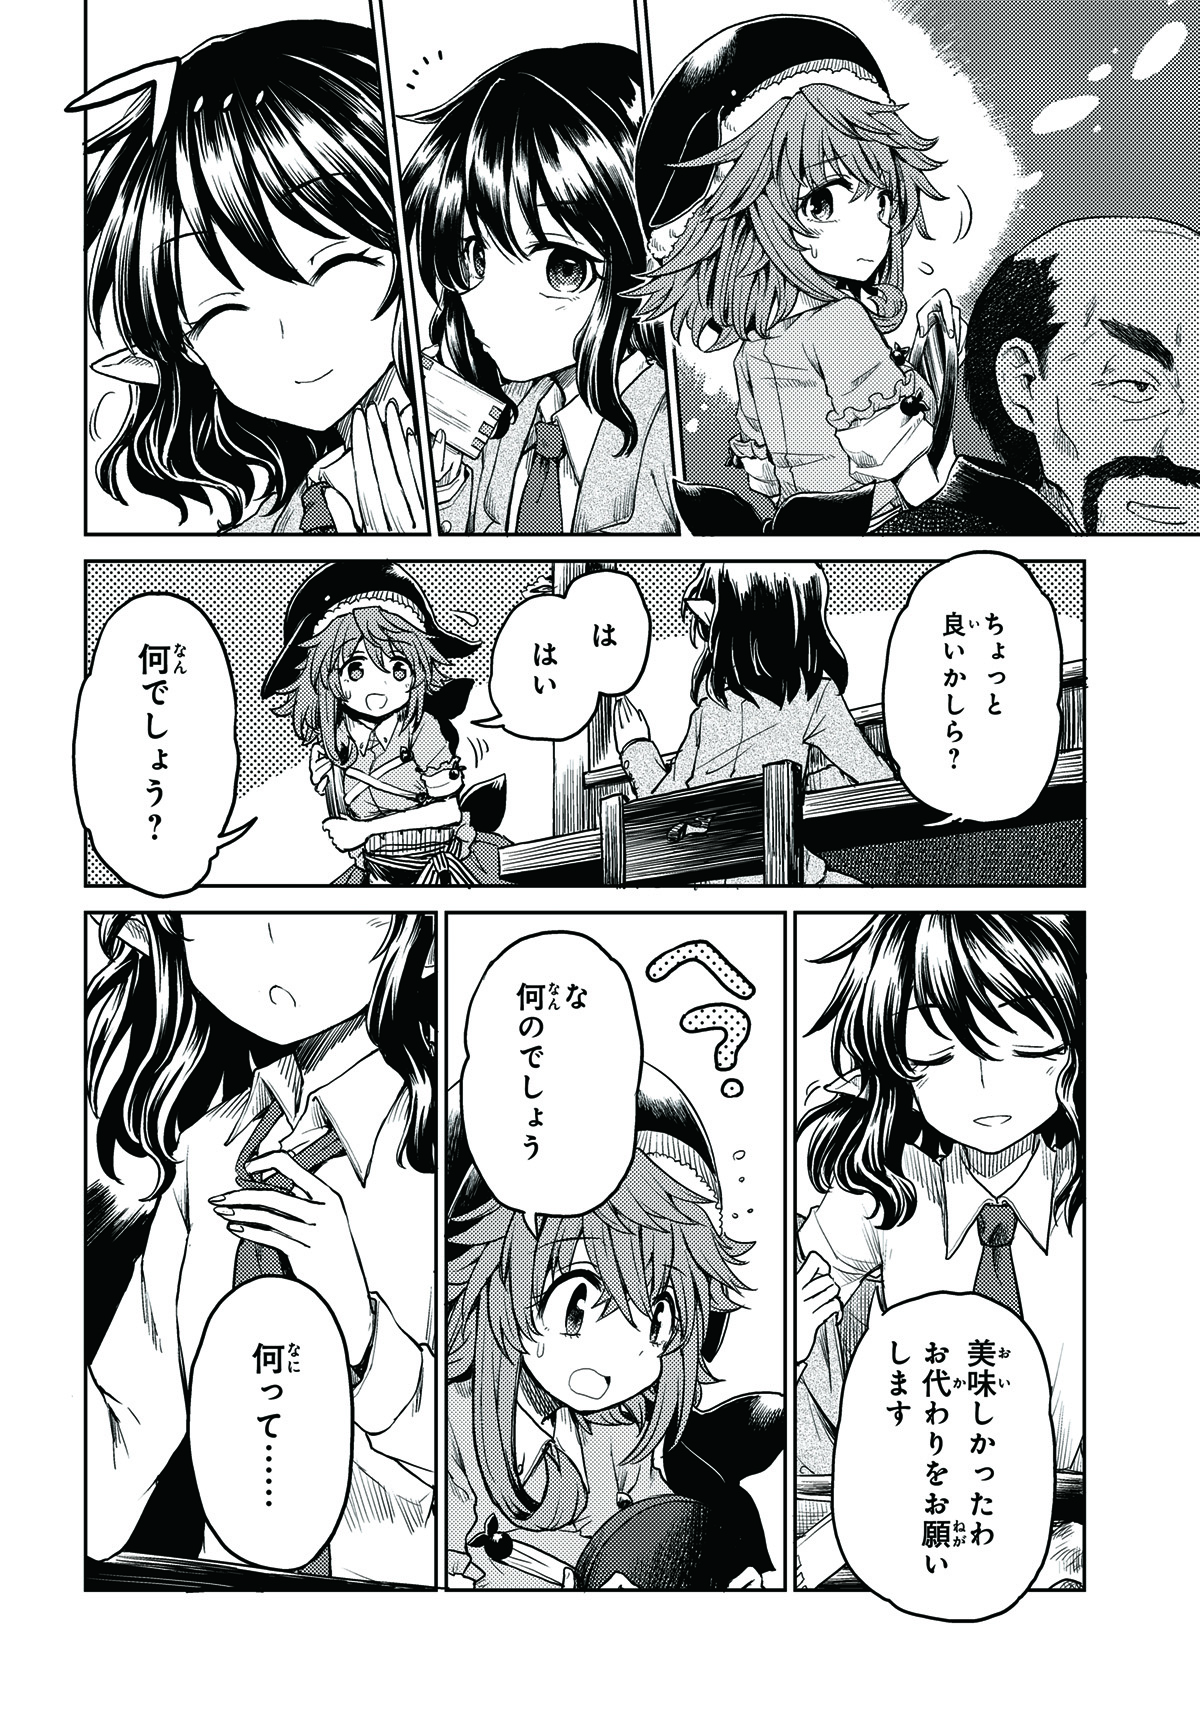 ちょっと
良いかしら?
は
はい
何でしょう?
美味しかったわ
お代わりをお願い
します
へ?
な
何のでしょう
何って……